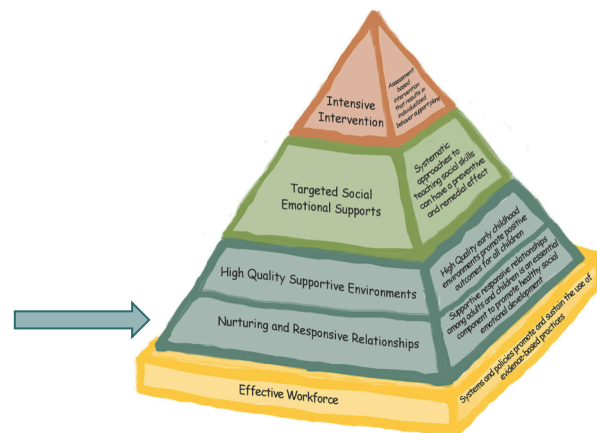 Intensive
Intervention
Assessment
based
intervention
that results in
individualized
behavior support plans
Targeted Social
Emotional Supports
Systematic
approaches to
teaching social skills
can have a preventive
and remedial effect
High Quality Supportive Environments
High Quality early childhood
environments promote positive
outcomes for all children
Nurturing and Responsive Relationships
Supportive responsive relationships
among adults and children is an essential
component to promote healthy social
emotional development
Effective Workforce
Systems and policies promote and sustain the use of
evidence-based practices